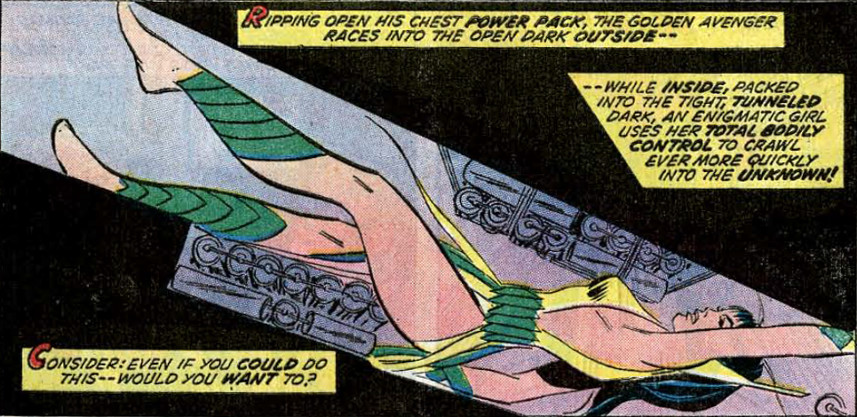 RIPPING OPEN HIS CHEST POWER PACK, THE GOLDEN AVENGER
RACES INTO THE OPEN DARK OUTSIDE--
--WHILE INSIDE, PACKED
INTO THE TIGHT, TUNNELED
DARK, AN ENIGMATIC GIRL
USES HER TOTAL BODILY
CONTROL TO CRAWL
EVER MORE QUICKLY
INTO THE UNKNOWN!
CONSIDER: EVEN IF YOU COULD DO
THIS--WOULD YOU WANT TO?